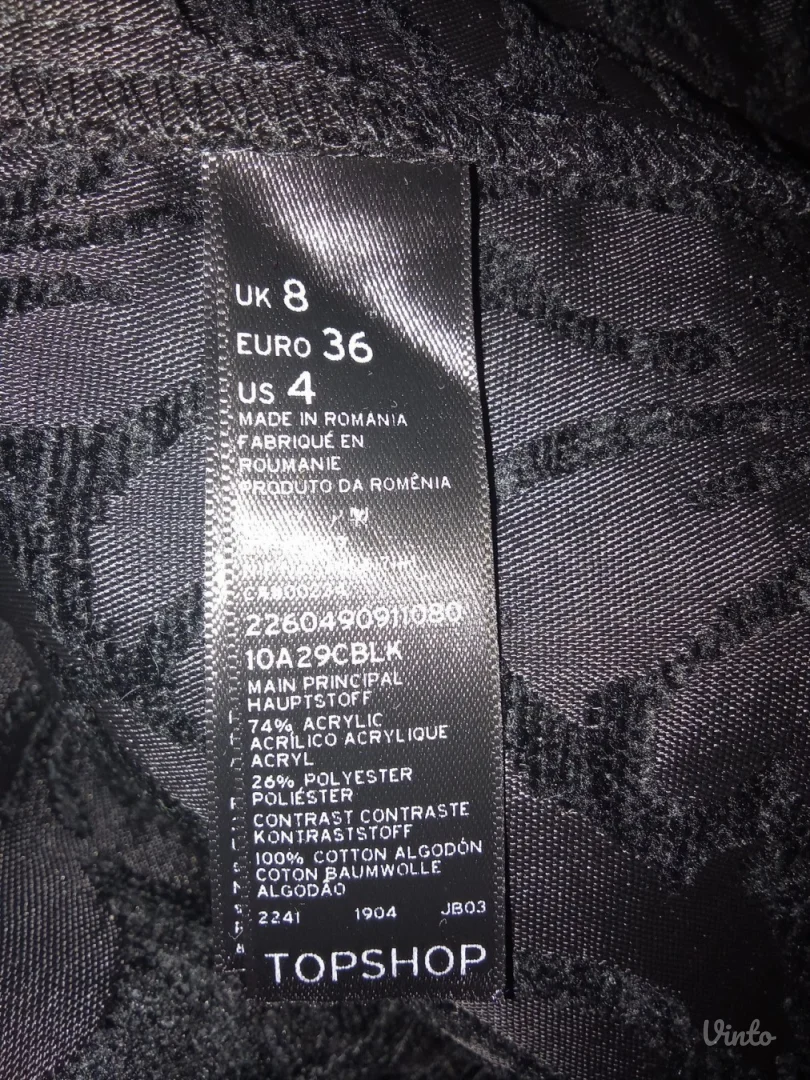 UK 8
EURO 36
US 4
MADE IN ROMANIA
FABRIQUÉ EN
ROUMANIE
PRODUTO DA ROMÊNIA
2260490911080
10A29CBLK
MAIN PRINCIPAL
HAUPTSTOFF
74% ACRYLIC
ACRÍLICO ACRYLIQUE
ACRYL
26% POLYESTER
POLIÉSTER
CONTRAST CONTRASTE
KONTRASTSTOFF
100% COTTON ALGODÓN
COTON BAUMWOLLE
ALGODÃO
2241 1904 JB03
TOPSHOP
Vinto